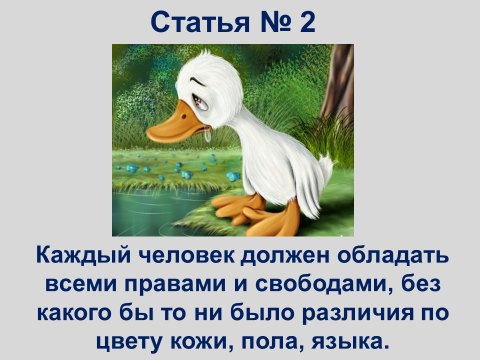 Статья № 2
Каждый человек должен обладать
всеми правами и свободами, без
какого бы то ни было различия по
цвету кожи, пола, языка.